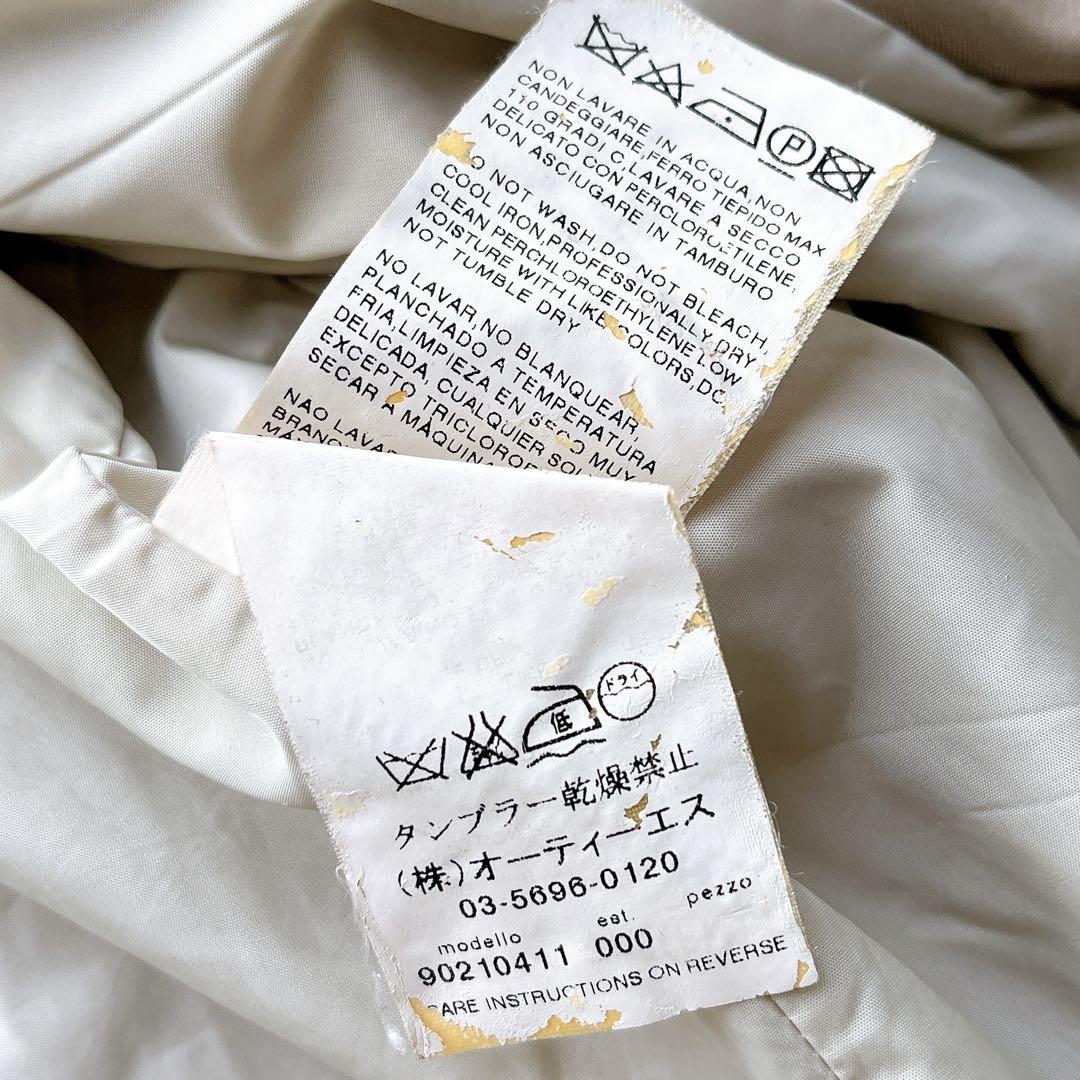 P
NON LAVARE IN ACQUA,NON
CANDEGGIARE,FERRO TIEPIDO MAX
110 GRADI C,LAVARE A SECCO
DELICATO CON PERCLOROETILENE,
NON ASCIUGARE IN TAMBURO
DO NOT WASH,DO NOT BLEACH,
COOL IRON,PROFESSIONALLY DRY
CLEAN PERCHLOROETHYLENE LOW
MOISTURE WITH LIKE COLORS,DO
NOT TUMBLE DRY
NO LAVAR,NO BLANQUEAR,
PLANCHADO A TEMPERATURA
FRIA,LIMPIEZA EN SECO MUY
DELICADA, CUALQUIER
EXCEPTO
SECAR A MÁQUINA
NÃO
ドライ
低
タンブラー乾燥禁止
(株)オーティーエス
03-5696-0120
modello est. pezzo
90210411 000
CARE INSTRUCTIONS ON REVERSE